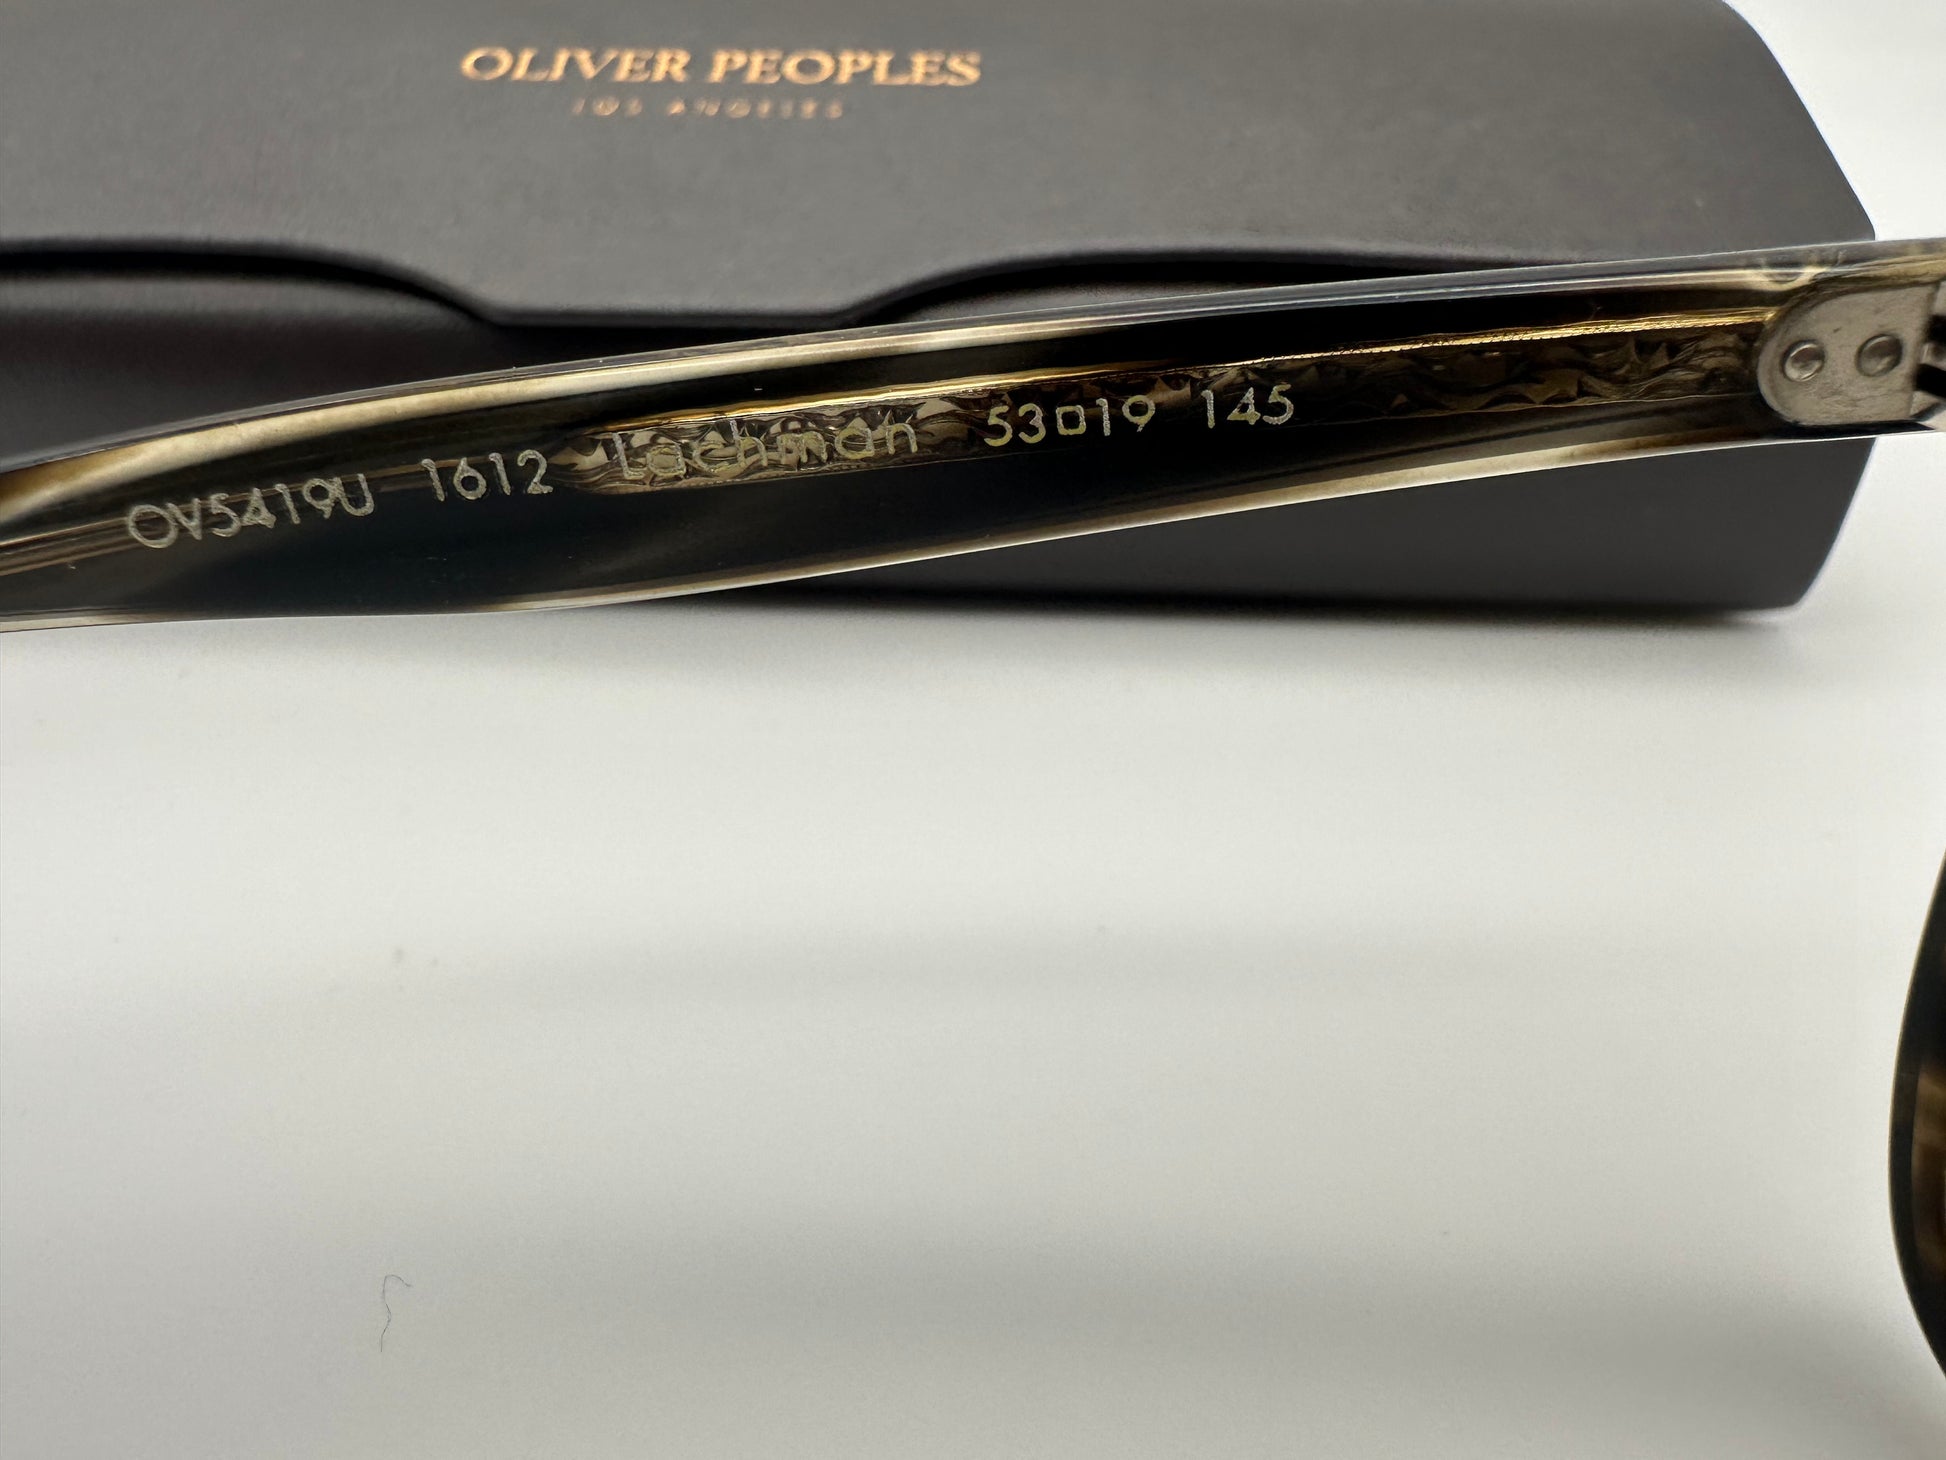 OLIVER PEOPLES
LOS ANGELES
OV5419U 1612 Lachman 53□19 145